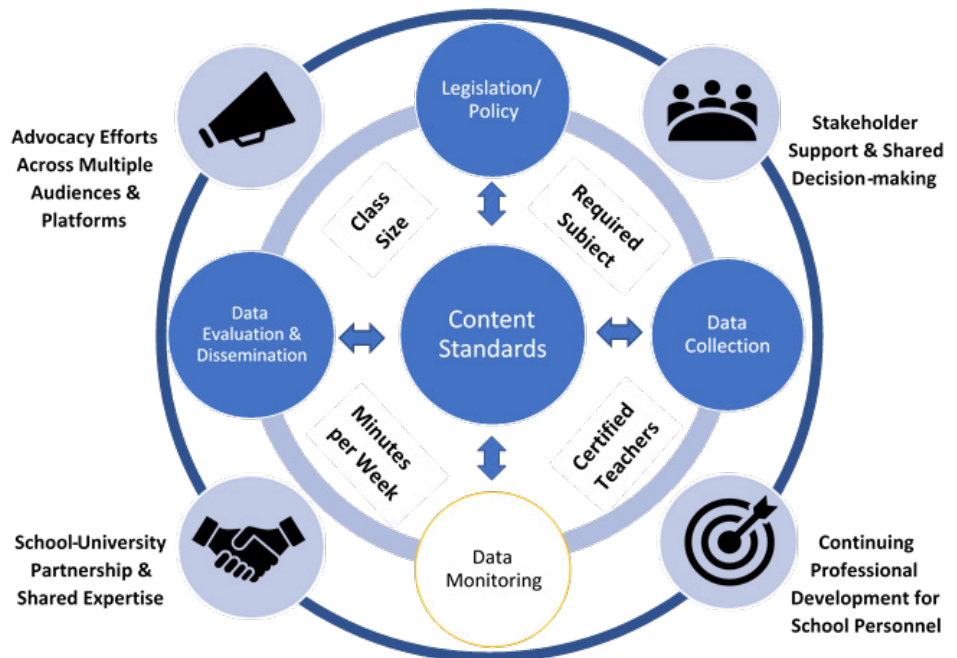 Legislation/
Policy
Advocacy Efforts
Across Multiple
Audiences &
Platforms
Stakeholder
Support & Shared
Decision-making
Class
Size
Required
Subject
Data
Evaluation &
Dissemination
Content
Standards
Data
Collection
Minutes
per Week
Certified
Teachers
School-University
Partnership &
Shared Expertise
Data
Monitoring
Continuing
Professional
Development for
School Personnel